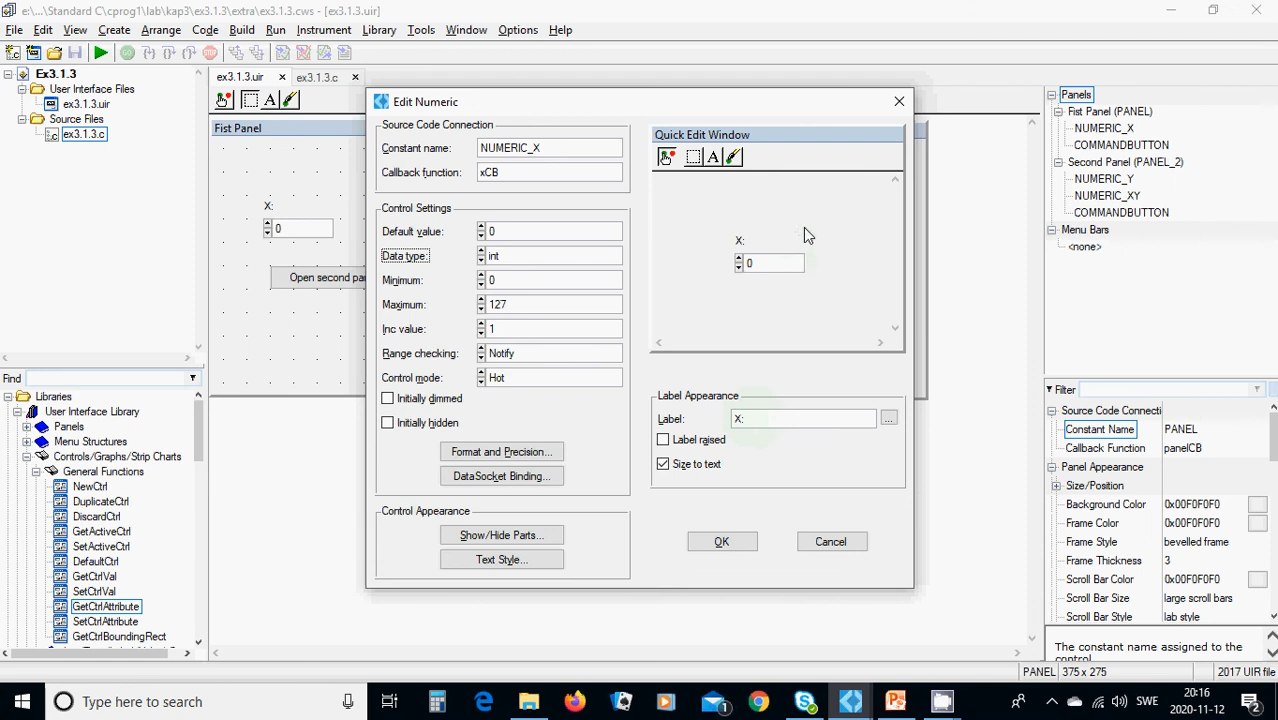 e:\...\Standard C\cprog1\lab\kap3\ex3.1.3\extra\ex3.1.3.cws - [ex3.1.3.uir]
File Edit View Create Arrange Code Build Run Instrument Library Tools Window Options Help
Ex3.1.3
User Interface Files
ex3.1.3.uir
Source Files
ex3.1.3.c
Find
Libraries
User Interface Library
Panels
Menu Structures
Controls/Graphs/Strip Charts
General Functions
NewCtrl
DuplicateCtrl
DiscardCtrl
GetActiveCtrl
SetActiveCtrl
DefaultCtrl
GetCtrlVal
SetCtrlVal
GetCtrlAttribute
SetCtrlAttribute
GetCtrlBoundingRect
ex3.1.3.uir
ex3.1.3.c
Fist Panel
X:
0
Open second pa
Edit Numeric
Source Code Connection
Constant name: NUMERIC_X
Callback function: xCB
Control Settings
Default value: 0
Data type: int
Minimum: 0
Maximum: 127
Inc value: 1
Range checking: Notify
Control mode: Hot
Initially dimmed
Initially hidden
Format and Precision...
DataSocket Binding...
Control Appearance
Show/Hide Parts...
Text Style...
Quick Edit Window
X:
0
Label Appearance
Label: X: ...
Label raised
Size to text
OK Cancel
Panels
Fist Panel (PANEL)
NUMERIC_X
COMMANDBUTTON
Second Panel (PANEL_2)
NUMERIC_Y
NUMERIC_XY
COMMANDBUTTON
Menu Bars
<none>
Filter
Source Code Connecti
Constant Name PANEL
Callback Function panelCB
Panel Appearance
Size/Position
Background Color 0x00F0F0F0
Frame Color 0x00F0F0F0
Frame Style bevelled frame
Frame Thickness 3
Scroll Bar Color 0x00F0F0F0
Scroll Bar Size large scroll bars
Scroll Bar Style lab style
The constant name assigned to the
control
PANEL 375 x 275 2017 UIR file
Type here to search
1
SWE
20:16
2020-11-12
2